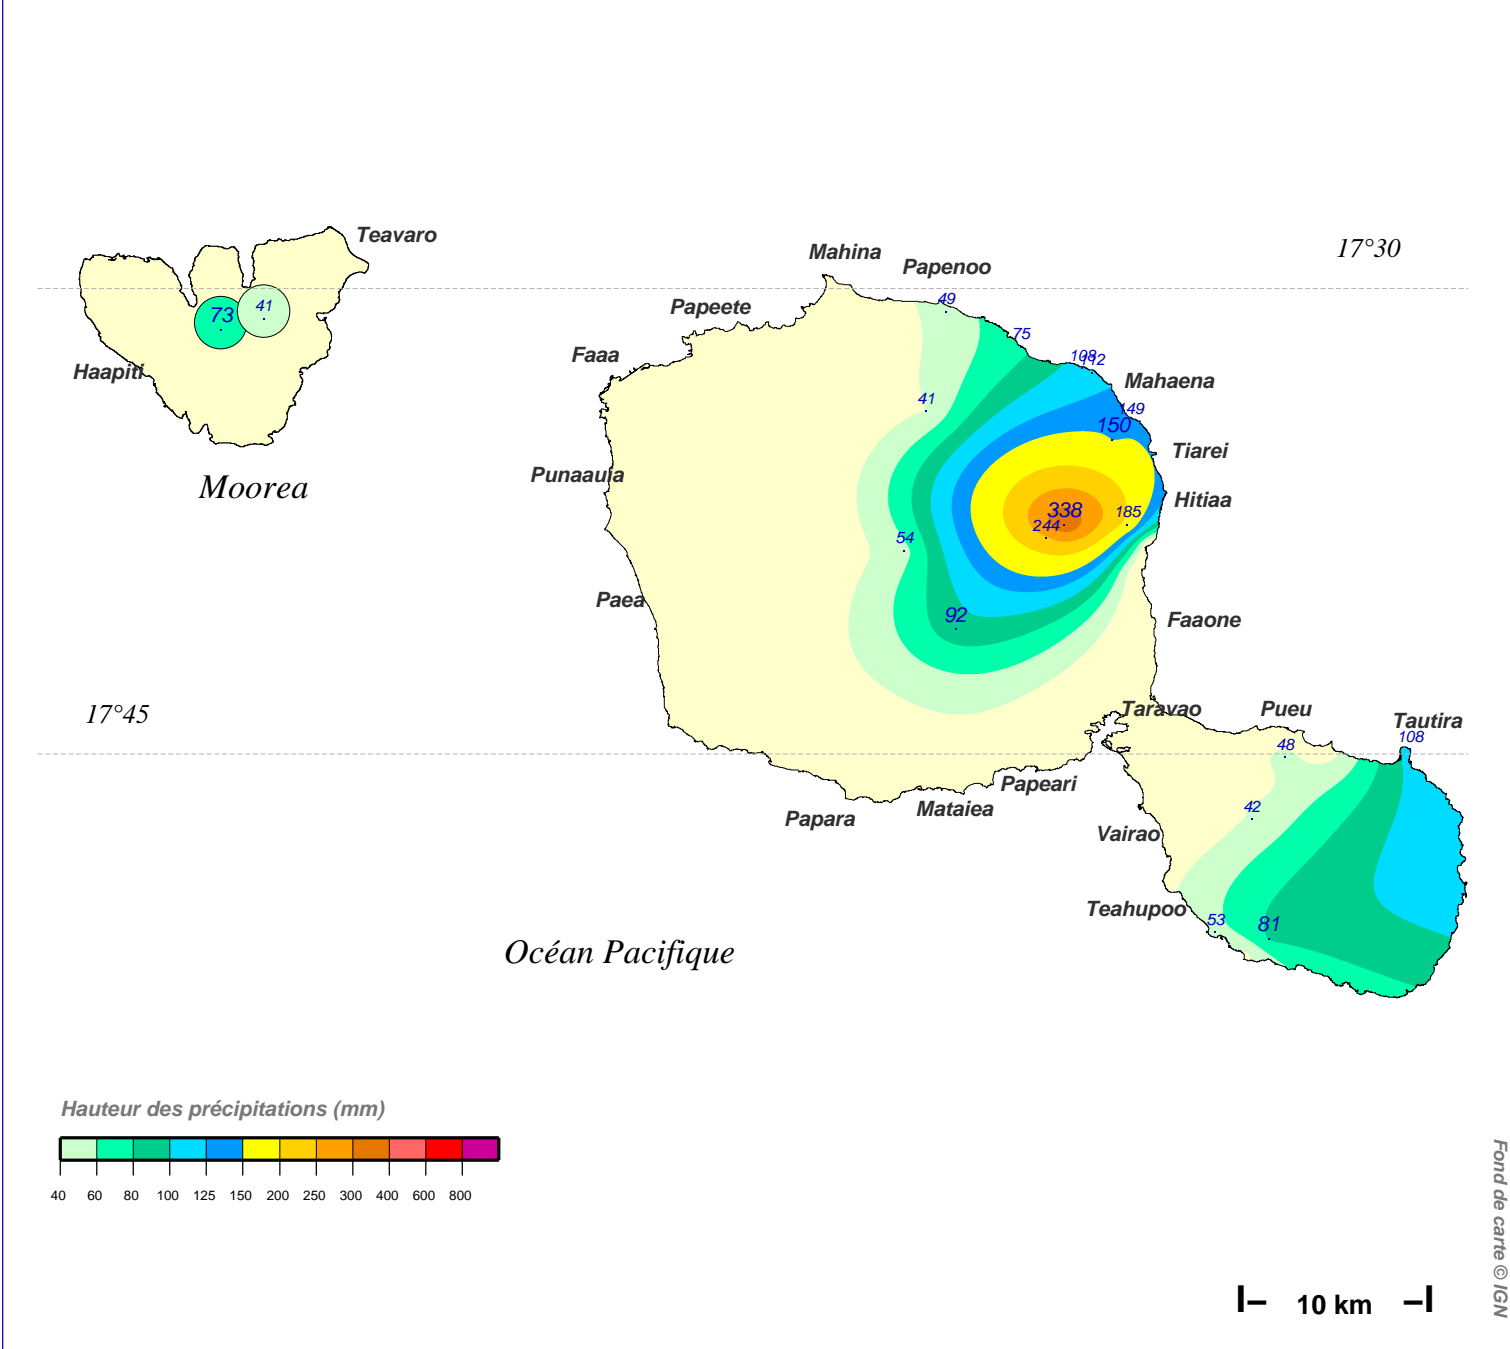 Teavaro
17°30
Mahina
Papenoo
49
73
41
Papeete
75
Faaa
108
112
Haapiti
Mahaena
41
149
150
Tiarei
Punaauia
Moorea
Hitiaa
338
185
244
54
Paea
92
Faaone
17°45
Taravao
Pueu
Tautira
108
48
Papeari
42
Papara
Mataiea
Vairao
Teahupoo
53
81
Océan Pacifique
Hauteur des précipitations (mm)
40 60 80 100 125 150 200 250 300 400 600 800
Fond de carte © IGN
10 km